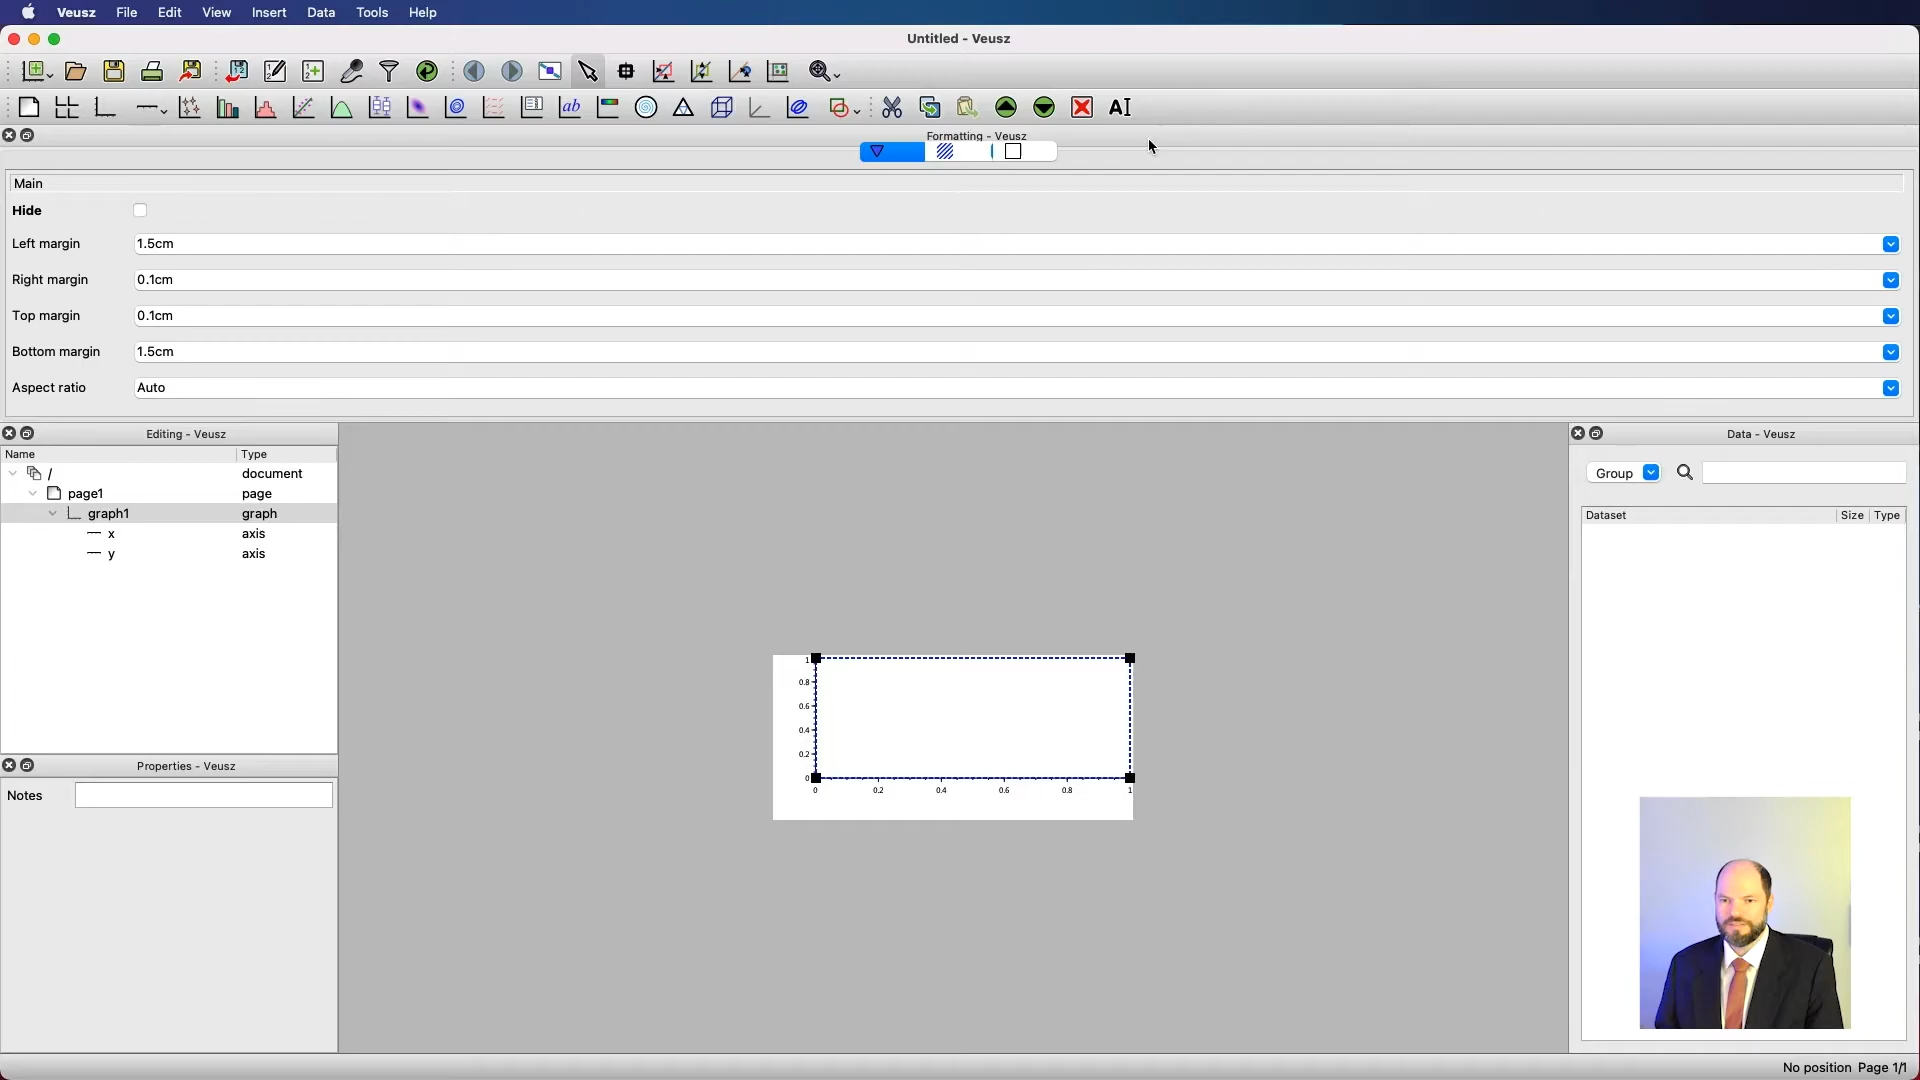 Veusz File Edit View Insert Data Tools Help
Untitled - Veusz
ab
AI
Formatting - Veusz
Main
Hide
Left margin 1.5cm
Right margin 0.1cm
Top margin 0.1cm
Bottom margin 1.5cm
Aspect ratio Auto
Editing - Veusz
Name Type
/ document
page1 page
graph1 graph
x axis
y axis
Properties - Veusz
Notes
1
0.8
0.6
0.4
0.2
0
0 0.2 0.4 0.6 0.8 1
Data - Veusz
Group
Dataset Size Type
No position Page 1/1